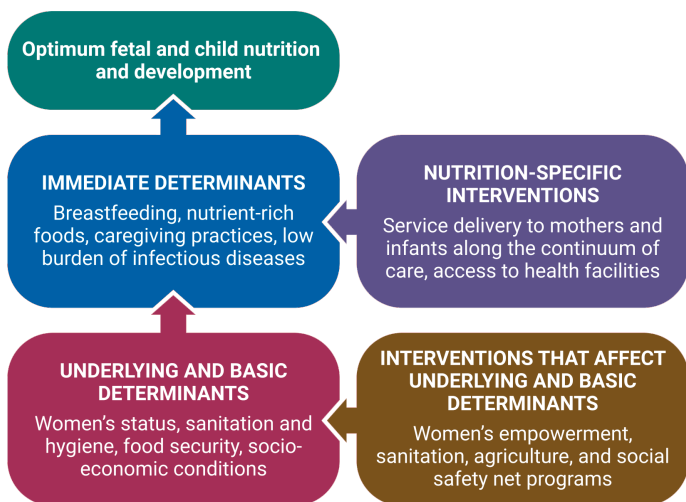 Optimum fetal and child nutrition
and development
IMMEDIATE DETERMINANTS
Breastfeeding, nutrient-rich
foods, caregiving practices, low
burden of infectious diseases
NUTRITION-SPECIFIC
INTERVENTIONS
Service delivery to mothers and
infants along the continuum of
care, access to health facilities
UNDERLYING AND BASIC
DETERMINANTS
Women’s status, sanitation and
hygiene, food security, socio-
economic conditions
INTERVENTIONS THAT AFFECT
UNDERLYING AND BASIC
DETERMINANTS
Women’s empowerment,
sanitation, agriculture, and social
safety net programs